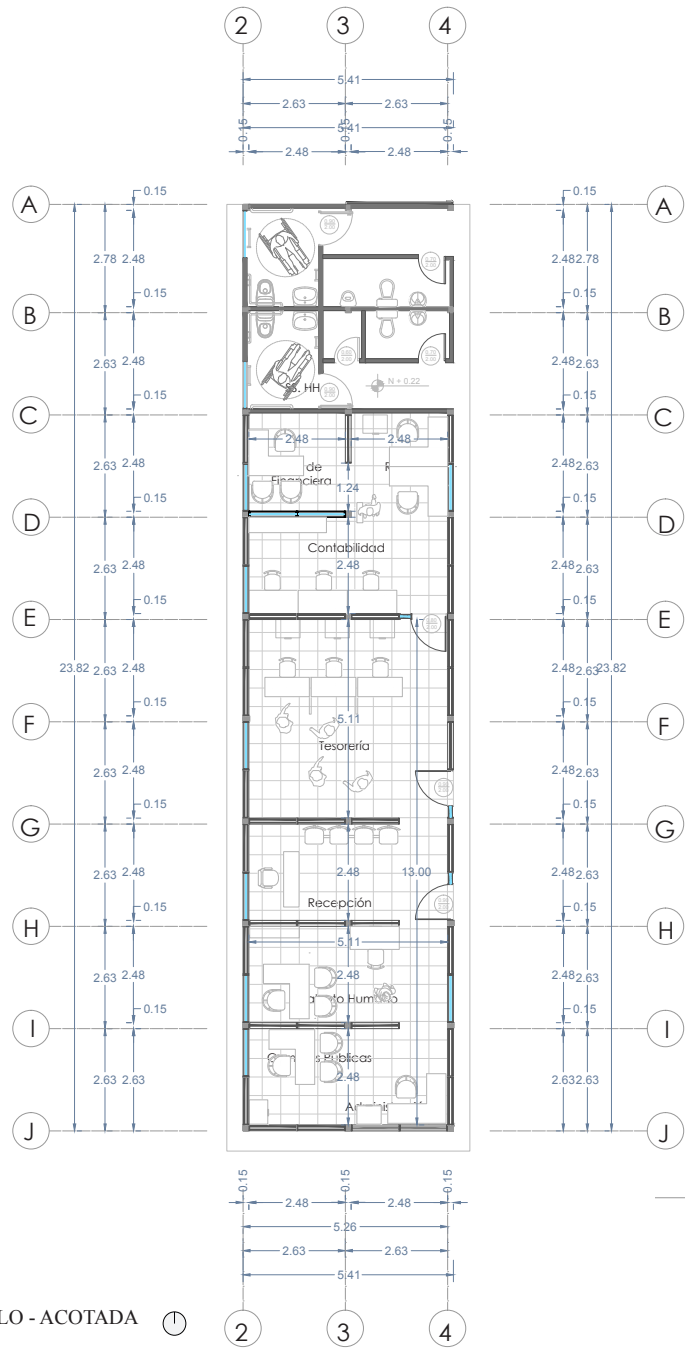 2 3 4
5.41
2.63 2.63
0.15 5.41 0.15
2.48 2.48
A 0.15 0.15 A
2.78 2.48 2.48 2.78
0.15 0.15
B B
2.63 2.48 2.48 2.63
SS. HH
N + 0.22
0.15 0.15
C C
2.48 2.48
2.63 2.48 2.48 2.63
de
Financiera
1.24
0.15 0.15
D D
Contabilidad
2.63 2.48 2.48 2.48 2.63
0.15 0.15
E E
23.82 2.63 2.48 2.48 2.63 23.82
0.15 0.15
F 5.11 F
Tesorería
2.63 2.48 2.48 2.63
0.15 0.15
G G
2.63 2.48 2.48 13.00 2.48 2.63
Recepción
0.15 0.15
H H
5.11
2.63 2.48 2.48 2.48 2.63
Humano
0.15 0.15
I I
Públicas
2.63 2.63 2.48 2.63 2.63
J J
0.15 0.15 0.15
2.48 2.48
5.26
2.63 2.63
5.41
LO - ACOTADA
2 3 4